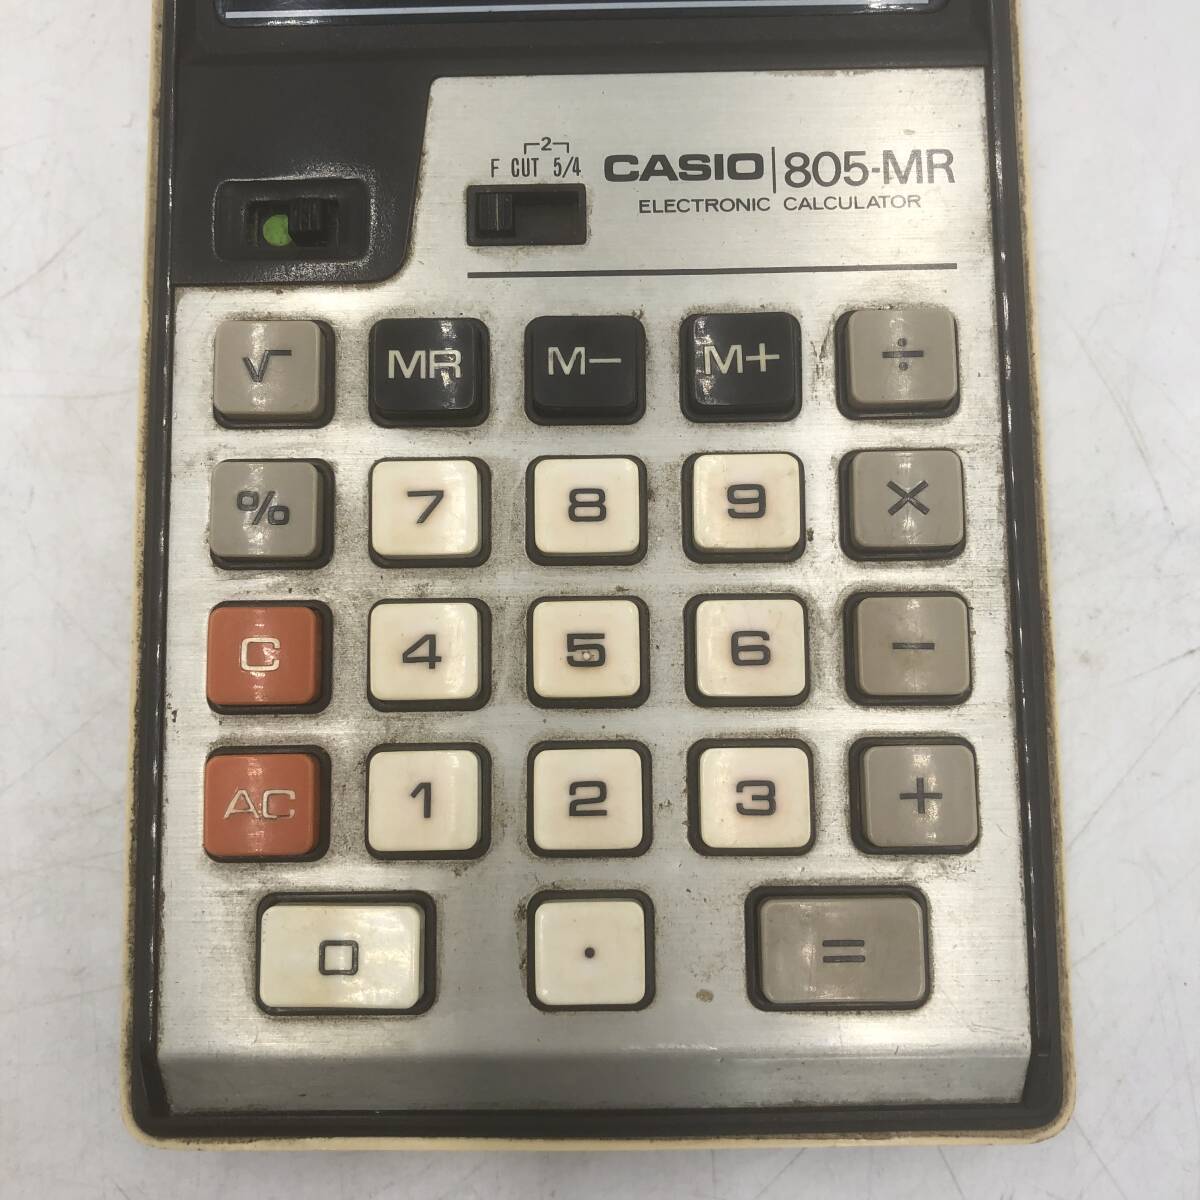 2
F CUT 5/4
CASIO | 805-MR
ELECTRONIC CALCULATOR
√ MR M− M+ ÷
% 7 8 9 ×
C 4 5 6 −
AC 1 2 3 +
0 · =